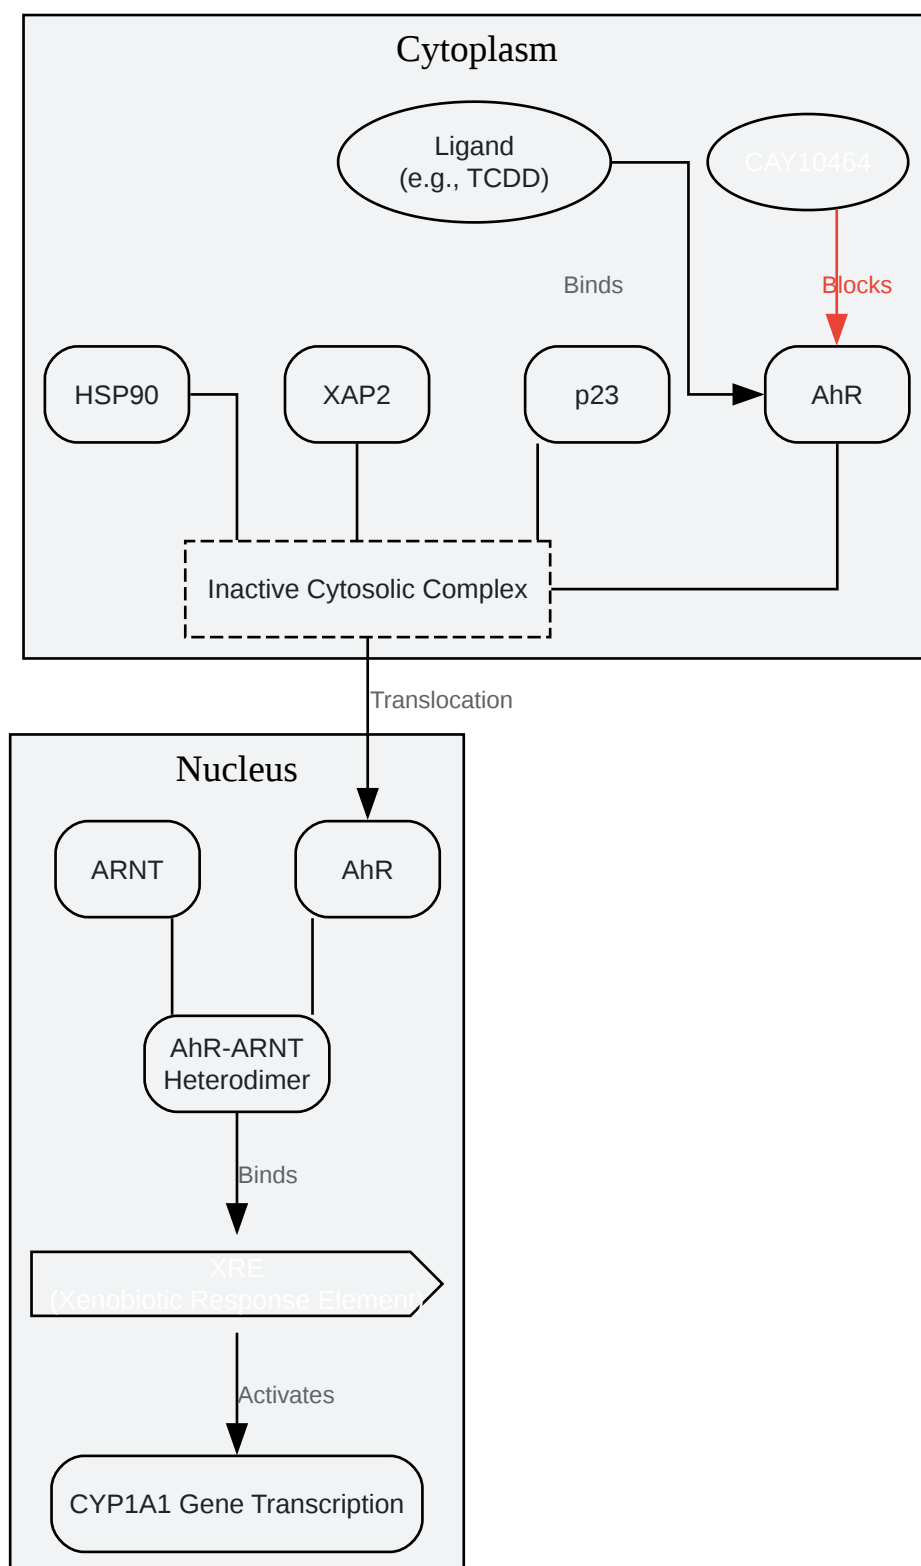 Cytoplasm
Ligand
(e.g., TCDD)
CAY10464
Binds
Blocks
HSP90
XAP2
p23
AhR
Inactive Cytosolic Complex
Translocation
Nucleus
ARNT
AhR
AhR-ARNT
Heterodimer
Binds
XRE
(Xenobiotic Response Element)
Activates
CYP1A1 Gene Transcription